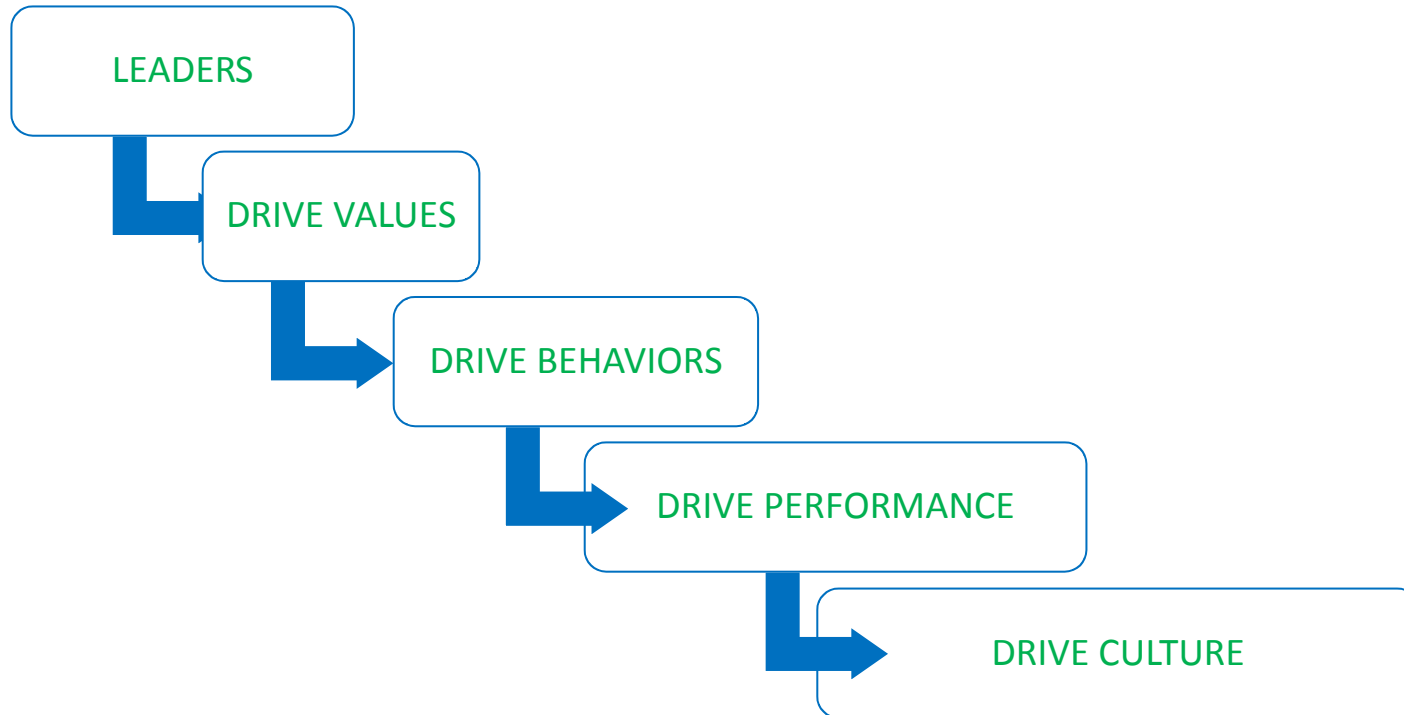 LEADERS
DRIVE VALUES
DRIVE BEHAVIORS
DRIVE PERFORMANCE
DRIVE CULTURE